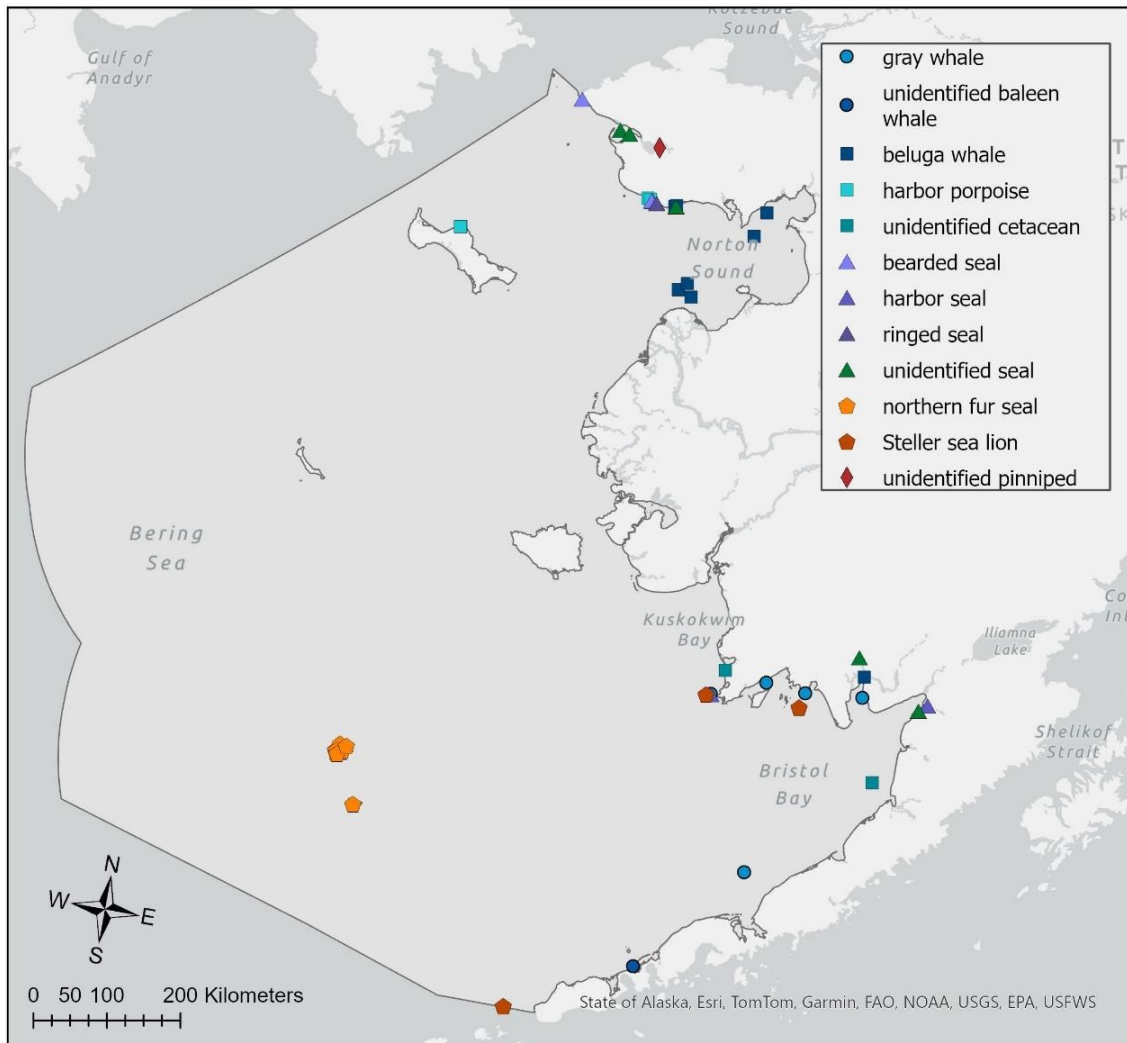 Kotzebue
Sound
Gulf of
Anadyr
gray whale
unidentified baleen
whale
beluga whale
harbor porpoise
unidentified cetacean
bearded seal
harbor seal
ringed seal
unidentified seal
northern fur seal
Steller sea lion
unidentified pinniped
Norton
Sound
Bering
Sea
Kuskokwim
Bay
Iliamna
Lake
Shelikof
Strait
Bristol
Bay
N
W
E
S
0 50 100 200 Kilometers
State of Alaska, Esri, TomTom, Garmin, FAO, NOAA, USGS, EPA, USFWS